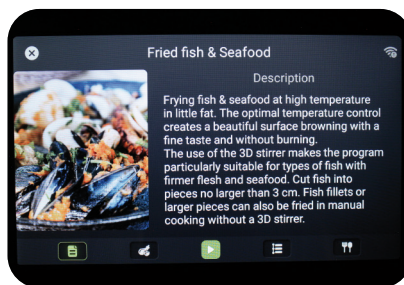 Fried fish & Seafood
Description
Frying fish & seafood at high temperature
in little fat. The optimal temperature control
creates a beautiful surface browning with a
fine taste and without burning.
The use of the 3D stirrer makes the program
particularly suitable for types of fish with
firmer flesh and seafood. Cut fish into
pieces no larger than 3 cm. Fish fillets or
larger pieces can also be fried in manual
cooking without a 3D stirrer.